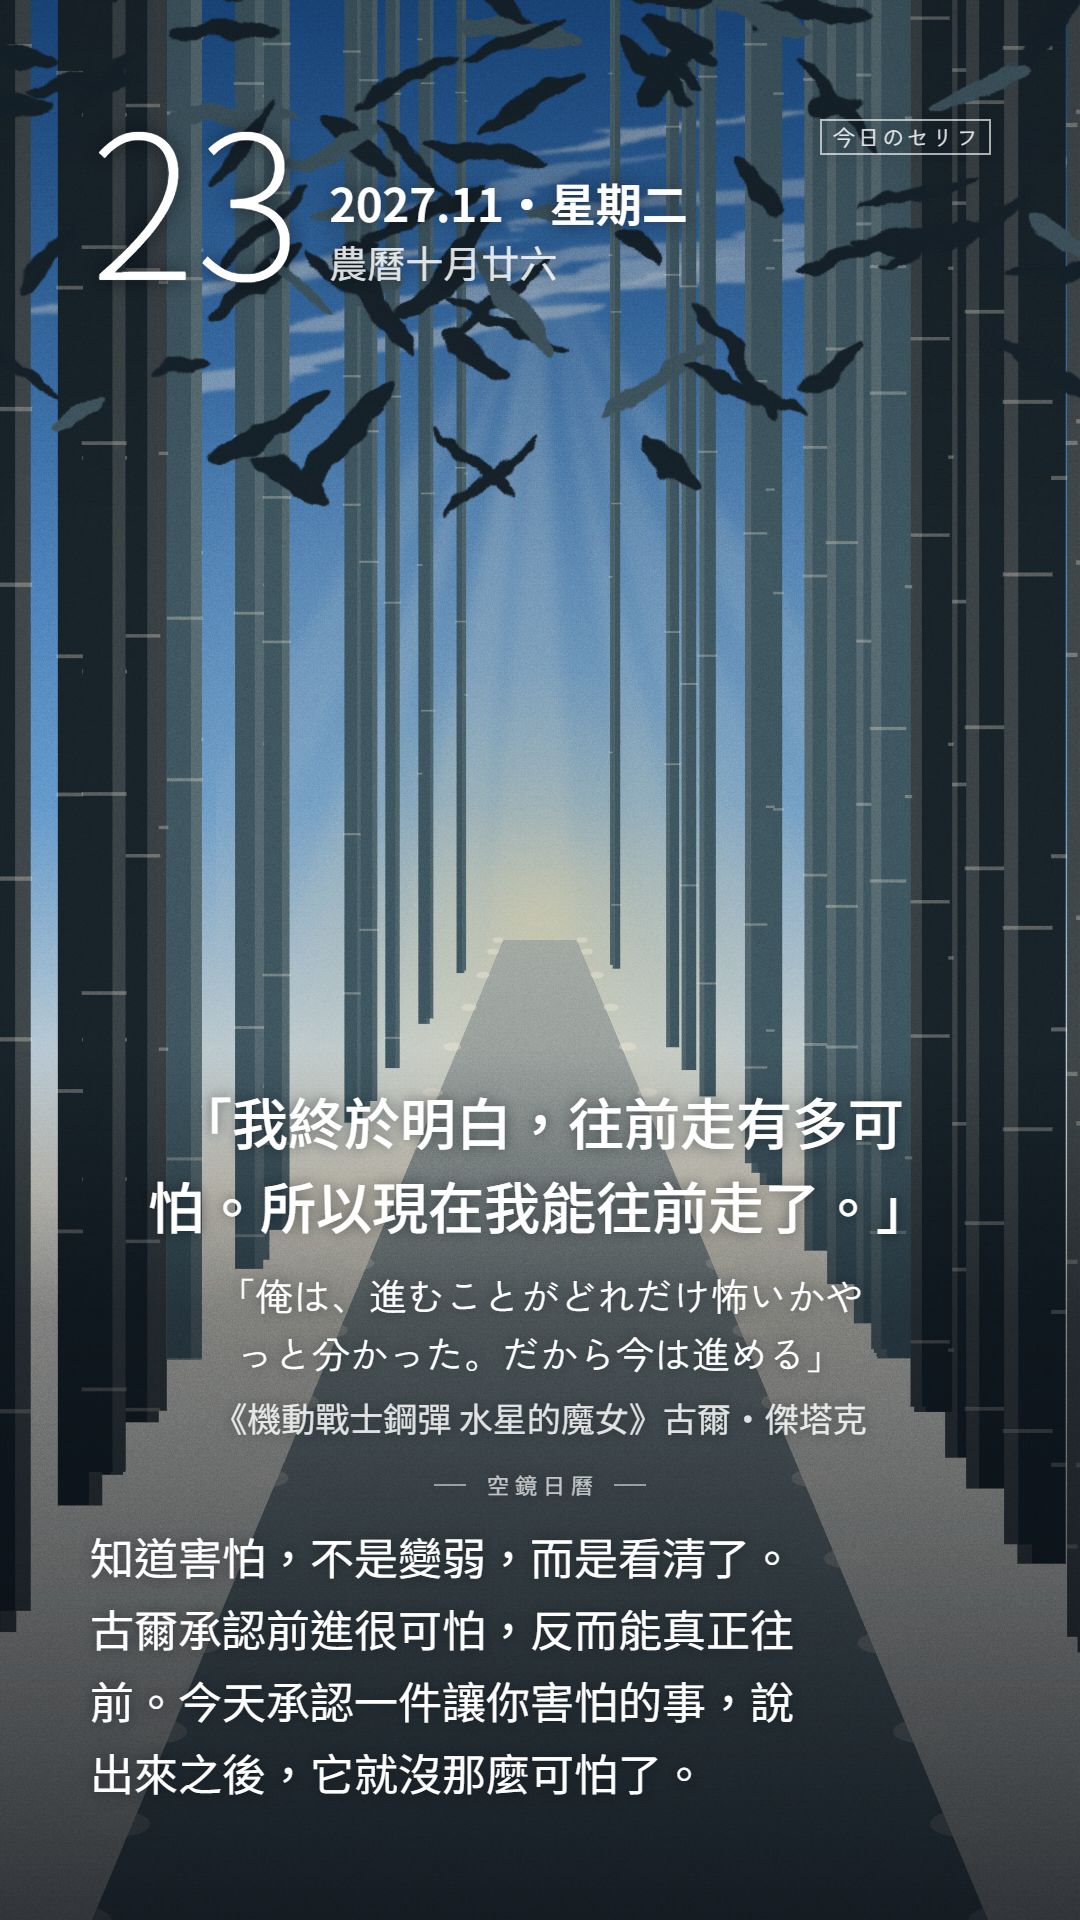 今日のセリフ
23
2027.11・星期二
農曆十月廿六
「我終於明白，往前走有多可
怕。所以現在我能往前走了。」
「俺は、進むことがどれだけ怖いかや
っと分かった。だから今は進める」
《機動戰士鋼彈 水星的魔女》古爾・傑塔克
空鏡日曆
知道害怕，不是變弱，而是看清了。
古爾承認前進很可怕，反而能真正往
前。今天承認一件讓你害怕的事，說
出來之後，它就沒那麼可怕了。